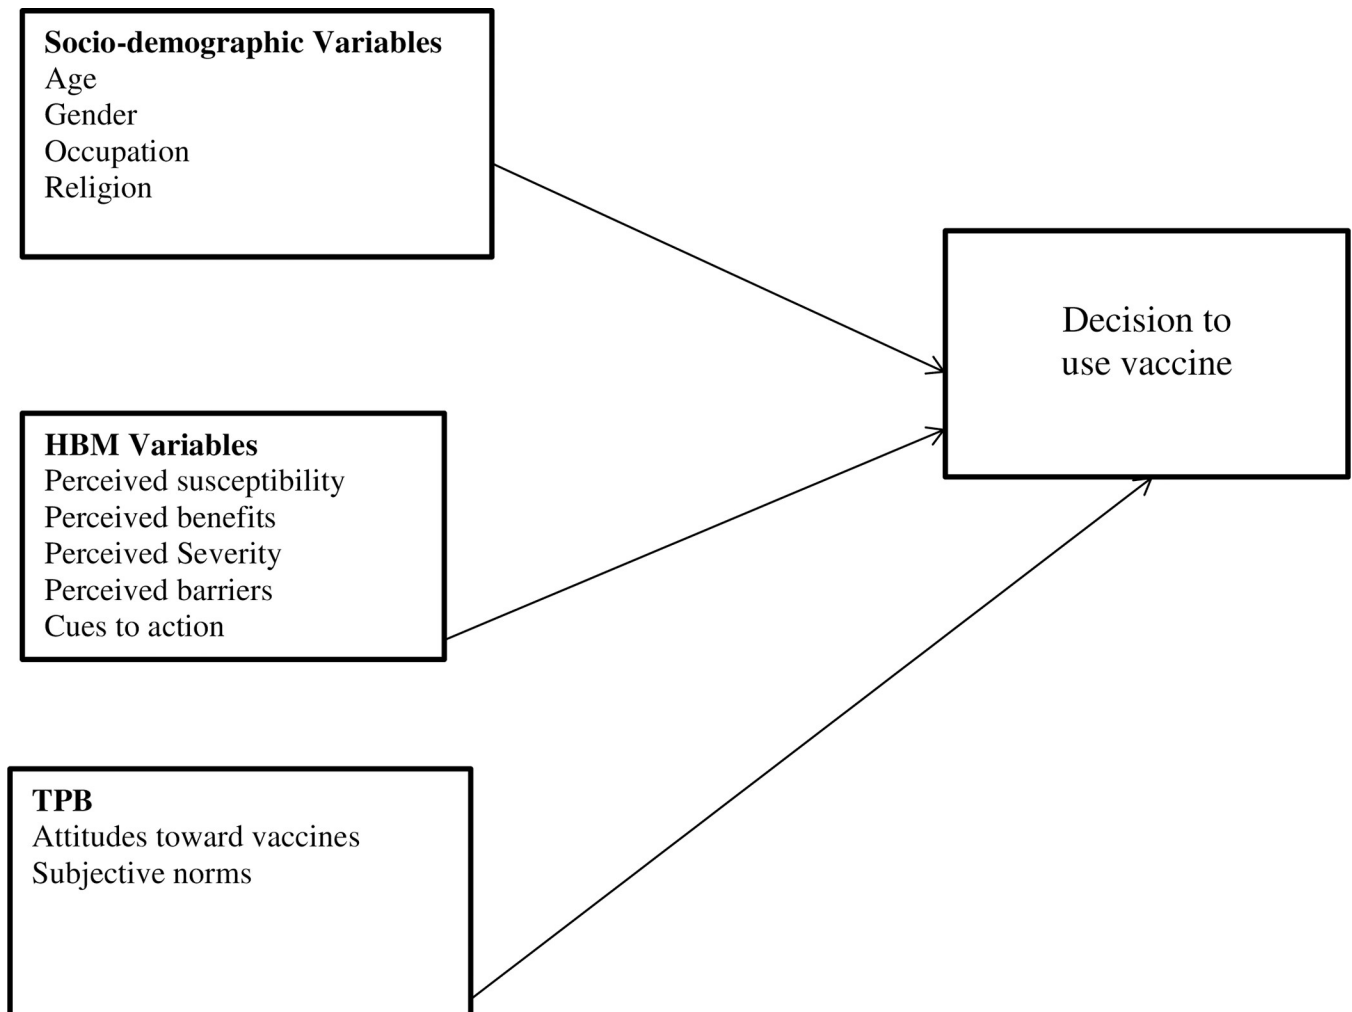 Socio-demographic Variables
Age
Gender
Occupation
Religion
Decision to
use vaccine
HBM Variables
Perceived susceptibility
Perceived benefits
Perceived Severity
Perceived barriers
Cues to action
TPB
Attitudes toward vaccines
Subjective norms